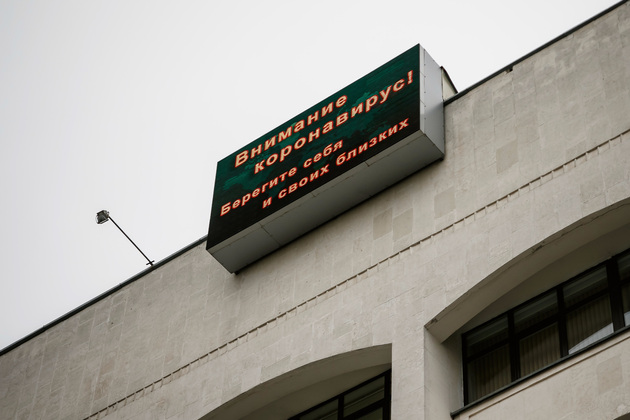 Внимание
коронавирус!
Берегите себя
и своих близких